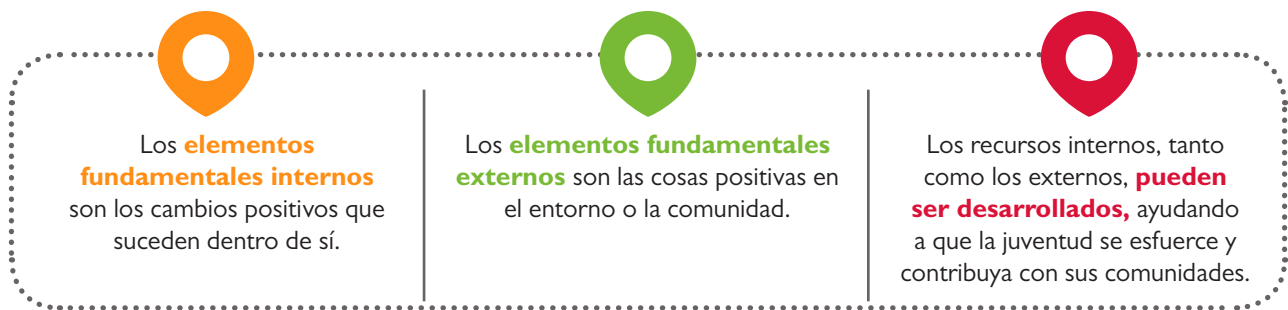 Los elementos
fundamentales internos
son los cambios positivos que
suceden dentro de sí.
Los elementos fundamentales
externos son las cosas positivas en
el entorno o la comunidad.
Los recursos internos, tanto
como los externos, pueden
ser desarrollados, ayudando
a que la juventud se esfuerce y
contribuya con sus comunidades.